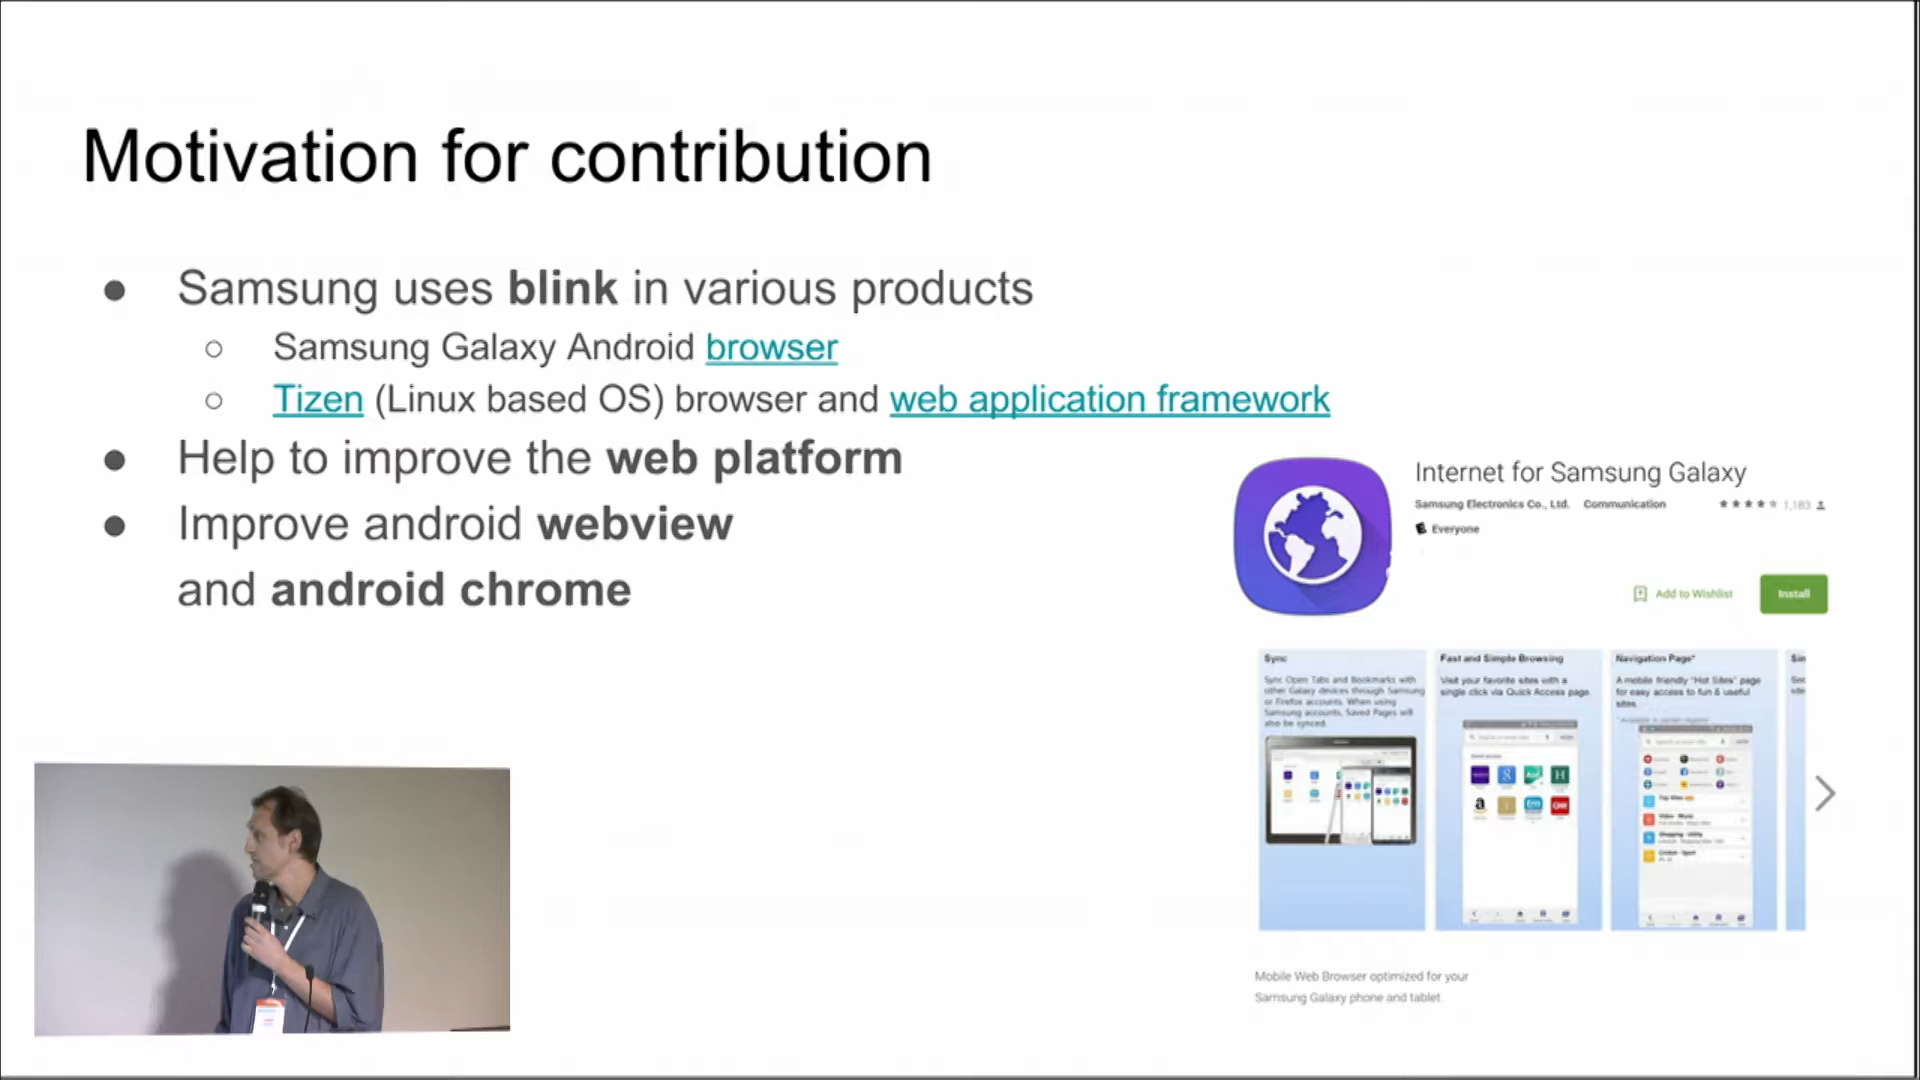 Motivation for contribution
● Samsung uses blink in various products
○ Samsung Galaxy Android browser
○ Tizen (Linux based OS) browser and web application framework
● Help to improve the web platform
● Improve android webview
and android chrome
Internet for Samsung Galaxy
Samsung Electronics Co., Ltd. Communication 1,183
Everyone
Add to Wishlist Install
Sync
Sync Open Tabs and Bookmarks with
other Galaxy devices through Samsung
or Firefox accounts. When using
Samsung accounts, Saved Pages will
also be synced.
Fast and Simple Browsing
Visit your favorite sites with a
single click via Quick Access page.
Navigation Page*
A mobile friendly "Hot Sites" page
for easy access to fun & useful
sites.
Mobile Web Browser optimized for your
Samsung Galaxy phone and tablet